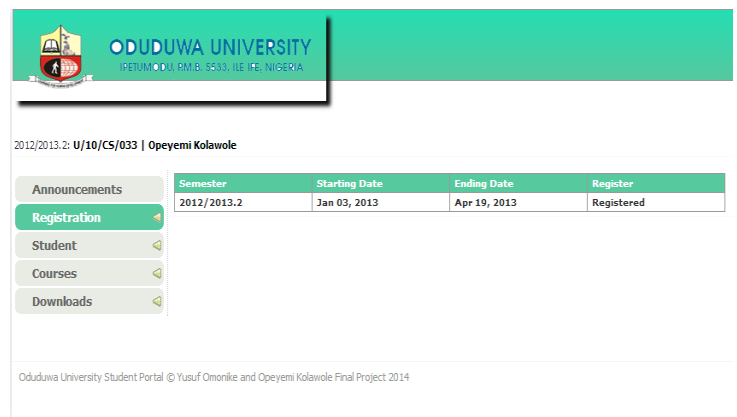 ODUDUWA UNIVERSITY
IPETUMODU, P.M.B. 5533, ILE IFE, NIGERIA
2012/2013.2: U/10/CS/033 | Opeyemi Kolawole
Announcements
Registration
Student
Courses
Downloads
Semester Starting Date Ending Date Register
2012/2013.2 Jan 03, 2013 Apr 19, 2013 Registered
Oduduwa University Student Portal © Yusuf Omonike and Opeyemi Kolawole Final Project 2014